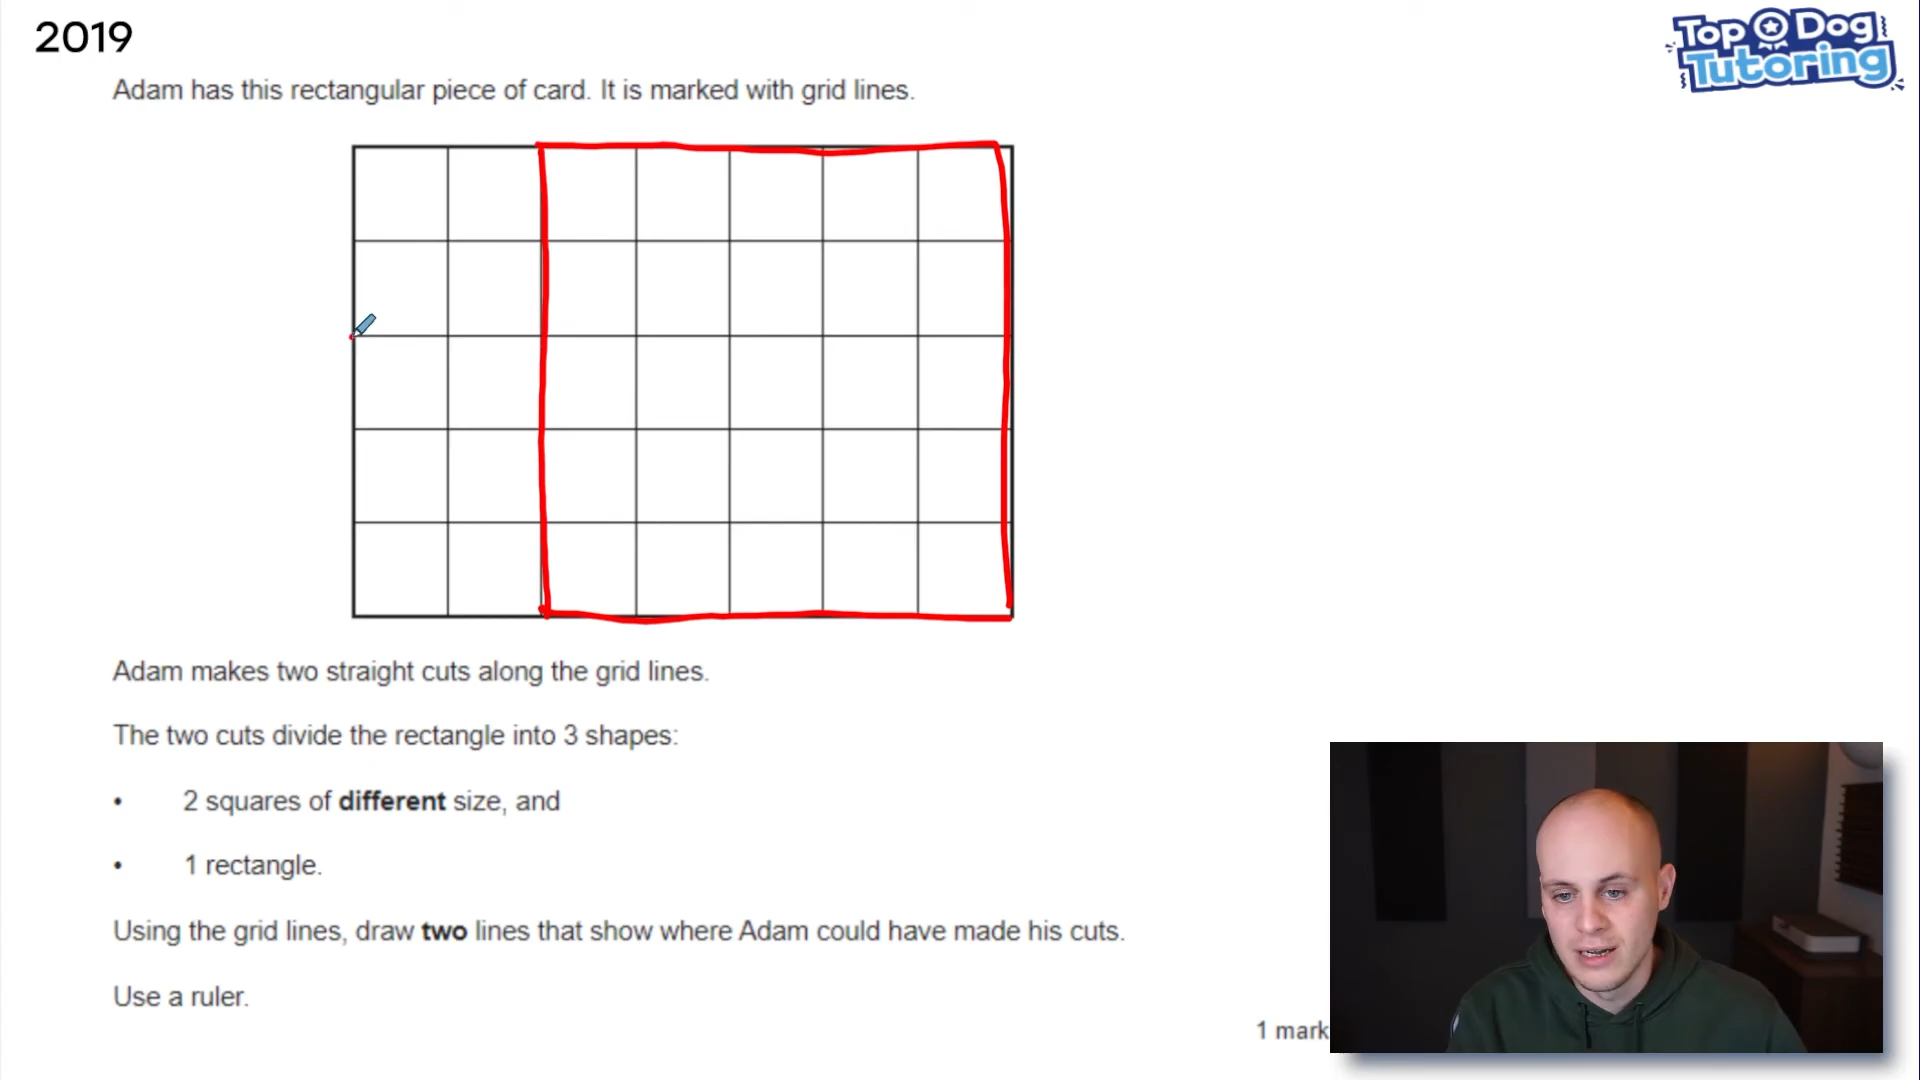 2019
Top Dog
Tutoring
Adam has this rectangular piece of card. It is marked with grid lines.
Adam makes two straight cuts along the grid lines.
The two cuts divide the rectangle into 3 shapes:
• 2 squares of different size, and
• 1 rectangle.
Using the grid lines, draw two lines that show where Adam could have made his cuts.
Use a ruler.
1 mark